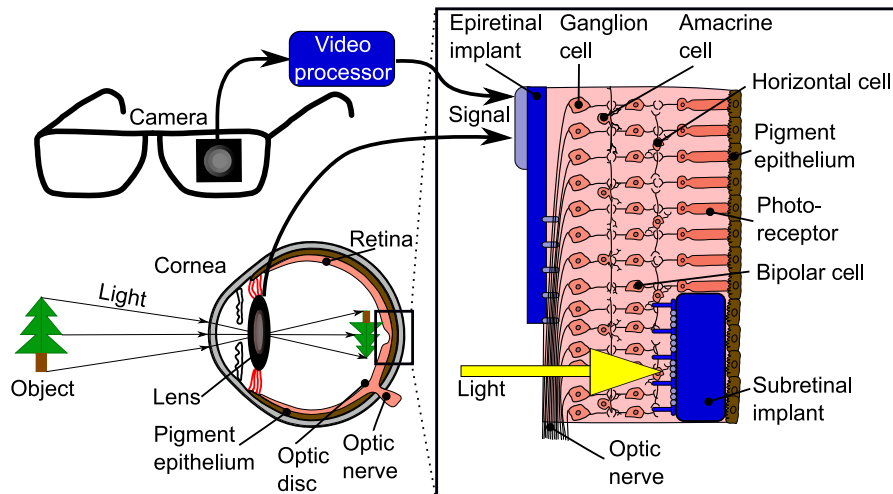 Video
processor
Camera
Cornea
Retina
Light
Object
Lens
Pigment
epithelium
Optic
disc
Optic
nerve
Epiretinal
implant
Ganglion
cell
Amacrine
cell
Horizontal cell
Signal
Pigment
epithelium
Photo-
receptor
Bipolar cell
Light
Subretinal
implant
Optic
nerve